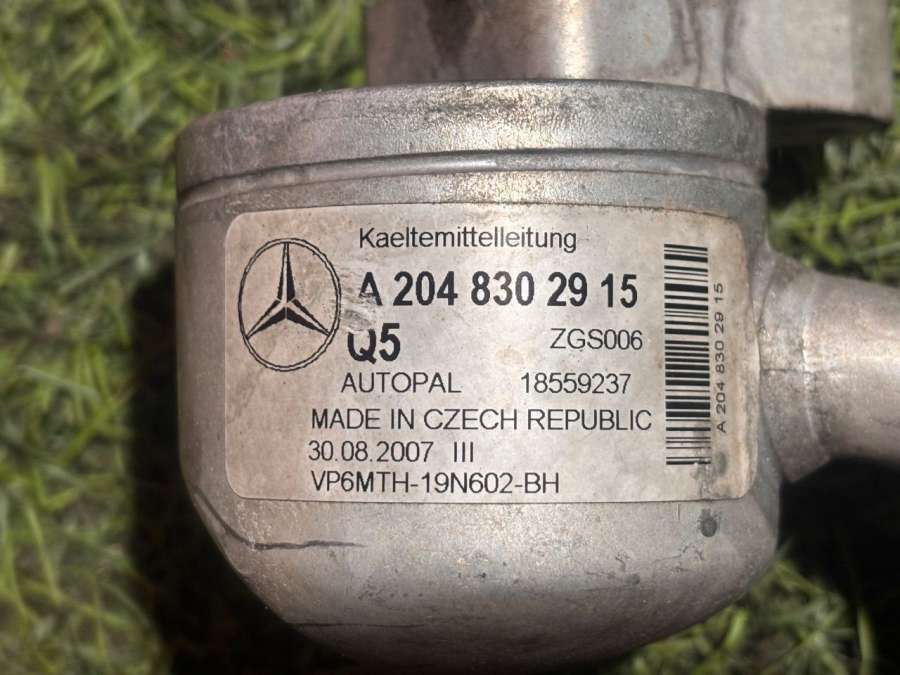 Kaeltemittelleitung
A 204 830 29 15
Q5 ZGS006
AUTOPAL 18559237
MADE IN CZECH REPUBLIC
30.08.2007 III
VP6MTH-19N602-BH
A 204 830 29 15